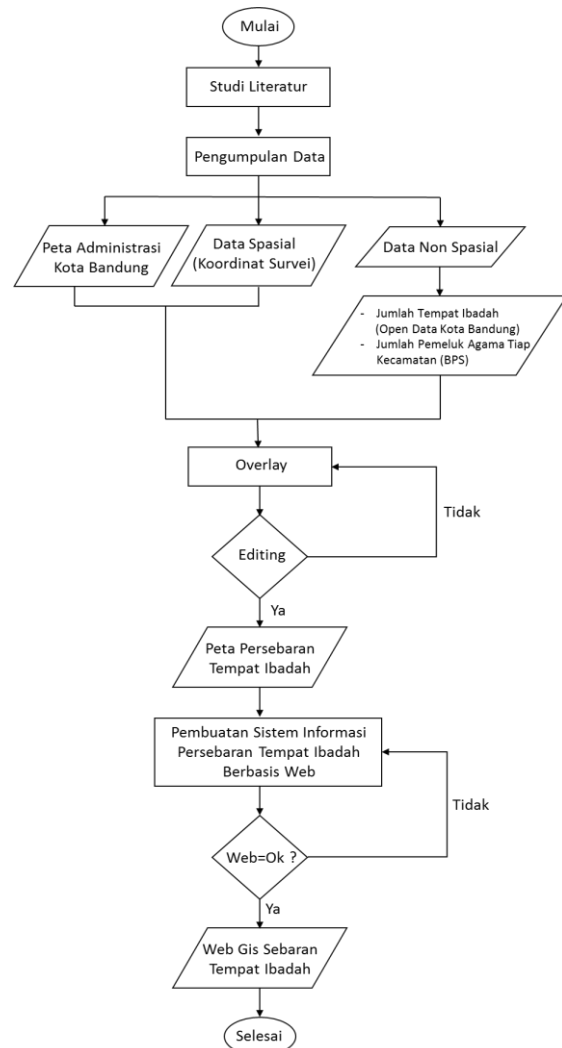 Mulai
Studi Literatur
Pengumpulan Data
Peta Administrasi
Kota Bandung
Data Spasial
(Koordinat Survei)
Data Non Spasial
- Jumlah Tempat Ibadah
(Open Data Kota Bandung)
- Jumlah Pemeluk Agama Tiap
Kecamatan (BPS)
Overlay
Tidak
Editing
Ya
Peta Persebaran
Tempat Ibadah
Pembuatan Sistem Informasi
Persebaran Tempat Ibadah
Berbasis Web
Tidak
Web=Ok ?
Ya
Web Gis Sebaran
Tempat Ibadah
Selesai